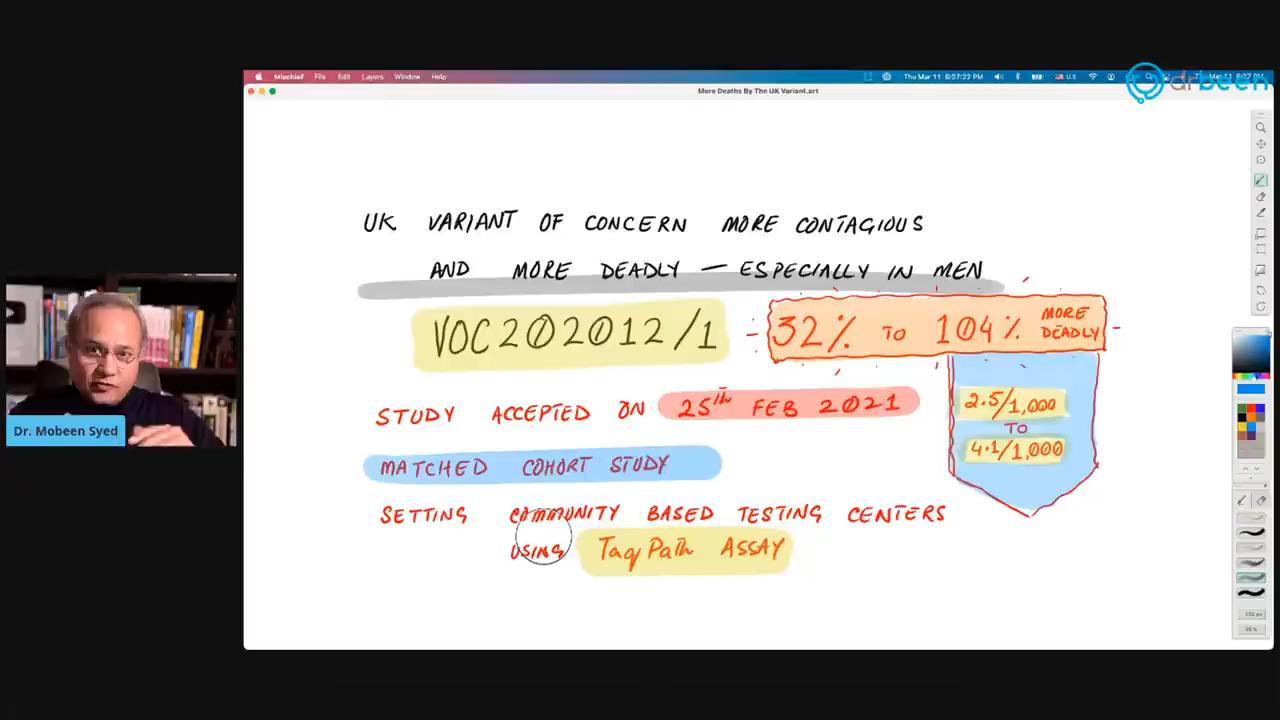 Mischief File Edit Layers Window Help
Thu Mar 11 6:07:22 PM
U.S
More Deaths By The UK Variant.art
drbeen
UK VARIANT OF CONCERN MORE CONTAGIOUS
AND MORE DEADLY — ESPECIALLY IN MEN
VOC202012/1
32% TO 104% MORE DEADLY
STUDY ACCEPTED ON 25th FEB 2021
2.5/1,000
TO
4.1/1,000
MATCHED COHORT STUDY
SETTING COMMUNITY BASED TESTING CENTERS
USING TaqPath ASSAY
Dr. Mobeen Syed